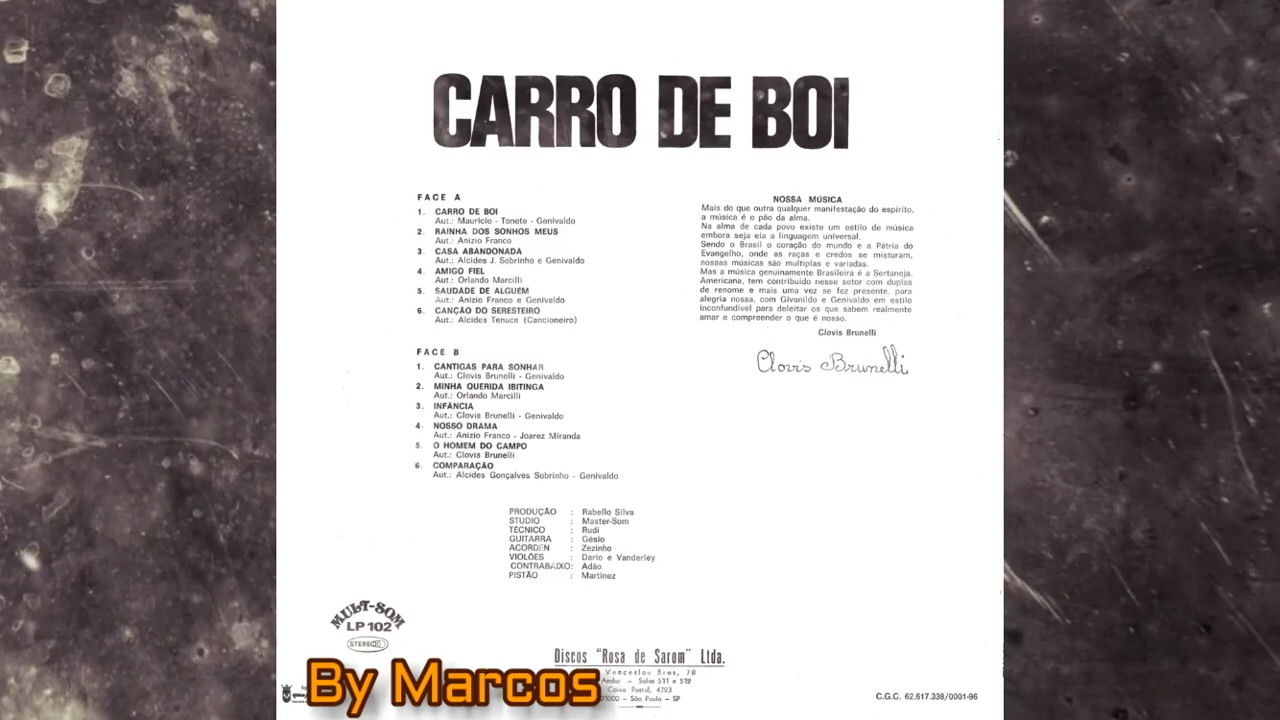 CARRO DE BOI
FACE A
1. CARRO DE BOI
Aut.: Mauricio - Tonete - Genivaldo
2. RAINHA DOS SONHOS MEUS
Aut.: Anizio Franco
3. CASA ABANDONADA
Aut.: Alcides J. Sobrinho e Genivaldo
4. AMIGO FIEL
Aut.: Orlando Marcilli
5. SAUDADE DE ALGUÉM
Aut.: Anizio Franco e Genivaldo
6. CANÇÃO DO SERESTEIRO
Aut.: Alcides Tenuce (Cancioneiro)
FACE B
1. CANTIGAS PARA SONHAR
Aut.: Clovis Brunelli - Genivaldo
2. MINHA QUERIDA IBITINGA
Aut.: Orlando Marcilli
3. INFÂNCIA
Aut.: Clovis Brunelli - Genivaldo
4. NOSSO DRAMA
Aut.: Anizio Franco - Joarez Miranda
5. O HOMEM DO CAMPO
Aut.: Clovis Brunelli
6. COMPARAÇÃO
Aut.: Alcides Gonçalves Sobrinho - Genivaldo
NOSSA MÚSICA
Mais do que outra qualquer manifestação do espírito,
a música é o pão da alma.
Na alma de cada povo existe um estilo de música
embora seja ela a linguagem universal.
Sendo o Brasil o coração do mundo e a Pátria do
Evangelho, onde as raças e credos se misturam,
nossas músicas são multiplas e variadas.
Mas a música genuinamente Brasileira é a Sertaneja.
Americana, tem contribuido nesse setor com duplas
de renome e mais uma vez se fez presente, para
alegria nossa, com Givanildo e Genivaldo em estilo
inconfundível para deleitar os que sabem realmente
amar e compreender o que é nosso.
Clovis Brunelli
Clovis Brunelli
PRODUÇÃO : Rabello Silva
STUDIO : Master-Som
TÉCNICO : Rudi
GUITARRA : Gésio
ACORDEN : Zezinho
VIOLÕES : Dario e Vanderley
CONTRABAIXO: Adão
PISTÃO : Martinez
MULT-SOM
LP 102
STEREO
Discos "Rosa de Sarom" Ltda.
Venceslau Bras, 78
Andar - Salas 511 e 512
Caixa Postal, 4723
01000 - São Paulo - SP
By Marcos
C.G.C. 62.617.338/0001-96